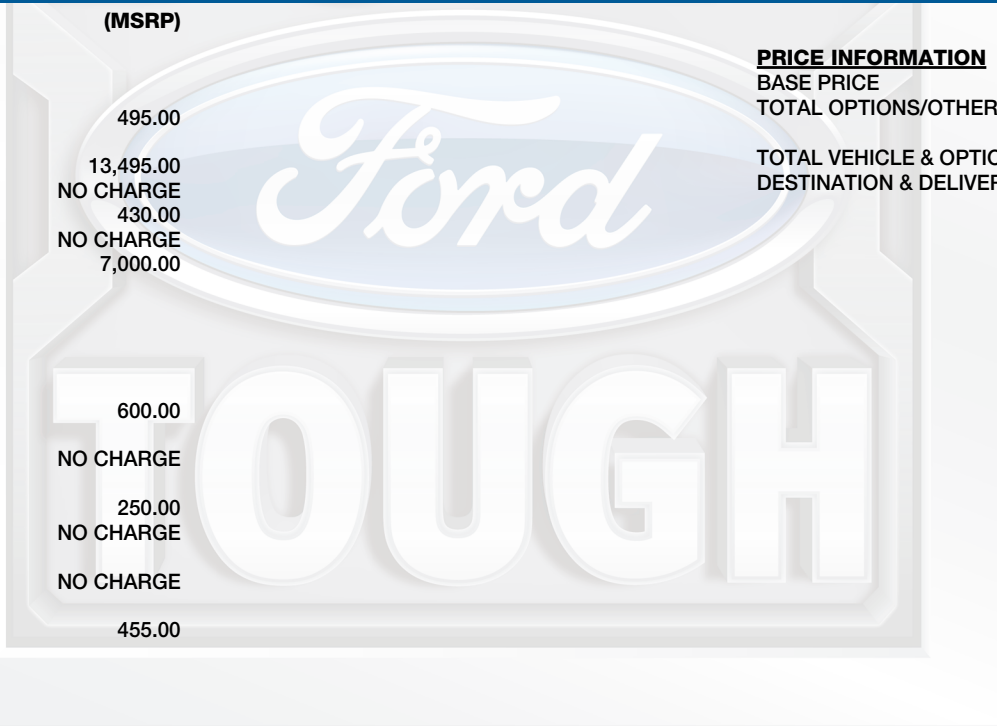 (MSRP)
495.00
13,495.00
NO CHARGE
430.00
NO CHARGE
7,000.00
600.00
NO CHARGE
250.00
NO CHARGE
NO CHARGE
455.00
PRICE INFORMATION
BASE PRICE
TOTAL OPTIONS/OTHER
TOTAL VEHICLE & OPTIO
DESTINATION & DELIVER
Ford
TOUGH